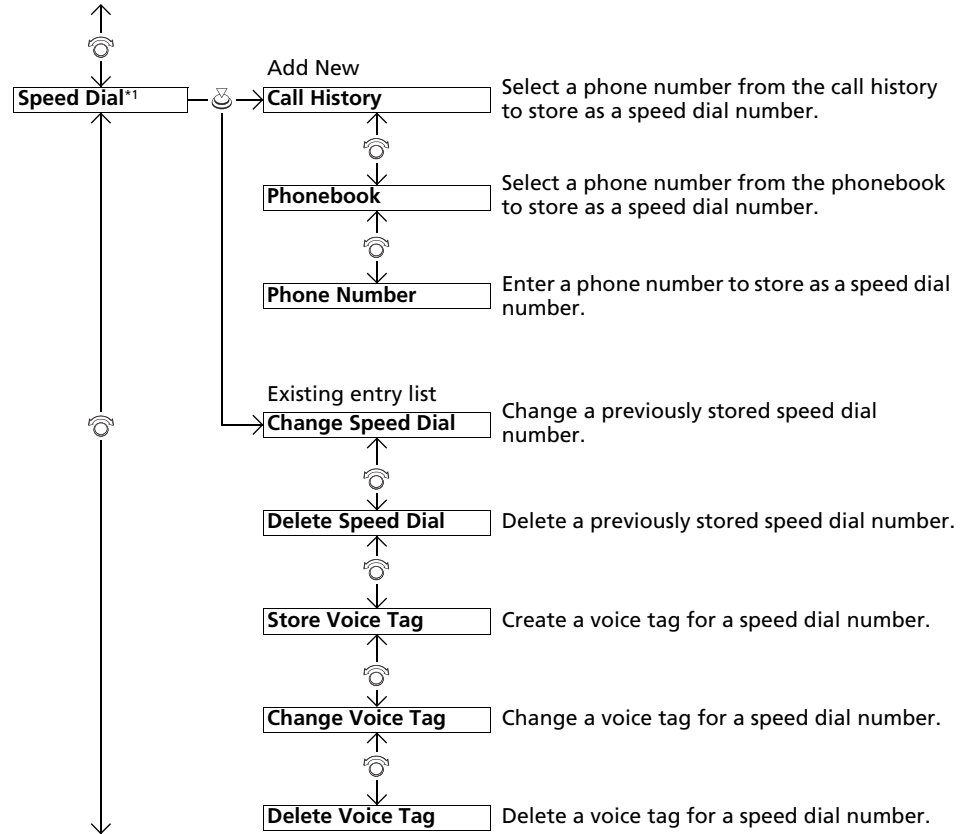 Speed Dial*1
Add New
Call History
Select a phone number from the call history
to store as a speed dial number.
Phonebook
Select a phone number from the phonebook
to store as a speed dial number.
Phone Number
Enter a phone number to store as a speed dial
number.
Existing entry list
Change Speed Dial
Change a previously stored speed dial
number.
Delete Speed Dial
Delete a previously stored speed dial number.
Store Voice Tag
Create a voice tag for a speed dial number.
Change Voice Tag
Change a voice tag for a speed dial number.
Delete Voice Tag
Delete a voice tag for a speed dial number.